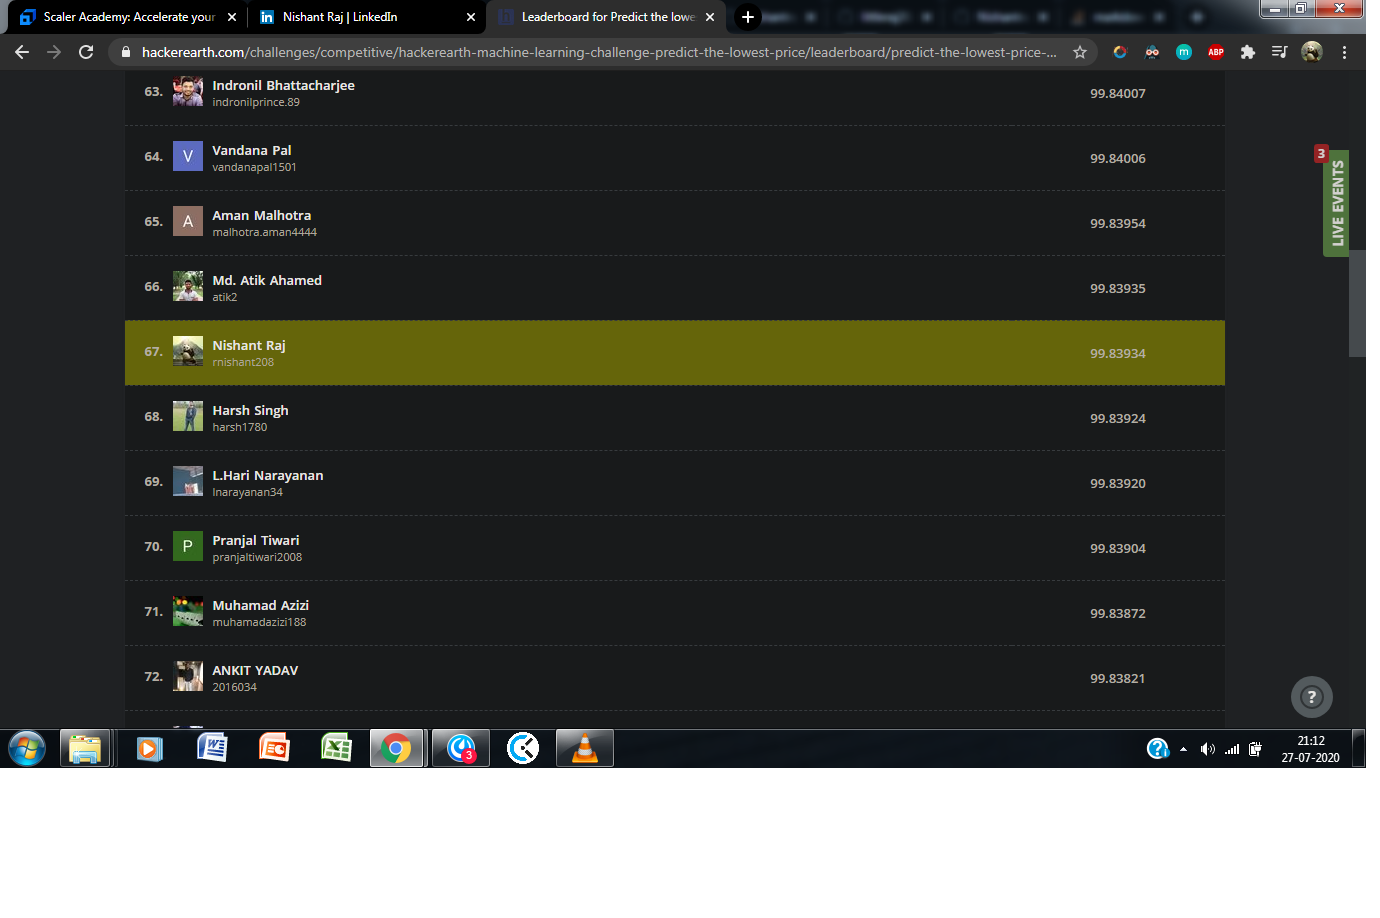 Scaler Academy: Accelerate your
Nishant Raj | LinkedIn
Leaderboard for Predict the lowe
hackerearth.com/challenges/competitive/hackerearth-machine-learning-challenge-predict-the-lowest-price/leaderboard/predict-the-lowest-price-...
m
ABP
63. Indronil Bhattacharjee 99.84007
indronilprince.89
64. V Vandana Pal 99.84006
vandanapal1501
65. A Aman Malhotra 99.83954
malhotra.aman4444
66. Md. Atik Ahamed 99.83935
atik2
67. Nishant Raj 99.83934
rnishant208
68. Harsh Singh 99.83924
harsh1780
69. L.Hari Narayanan 99.83920
lnarayanan34
70. P Pranjal Tiwari 99.83904
pranjaltiwari2008
71. Muhamad Azizi 99.83872
muhamadazizi188
72. ANKIT YADAV 99.83821
2016034
3
LIVE EVENTS
?
3
21:12
27-07-2020